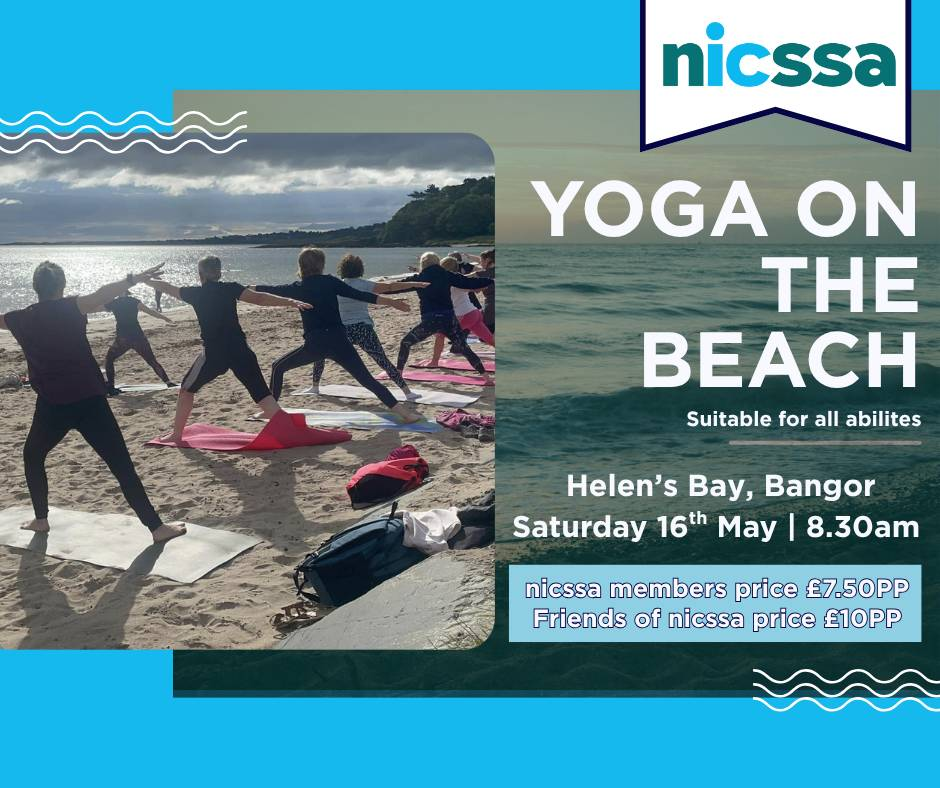 nicssa
YOGA ON
THE
BEACH
Suitable for all abilites
Helen's Bay, Bangor
Saturday 16th May | 8.30am
nicssa members price £7.50PP
Friends of nicssa price £10PP